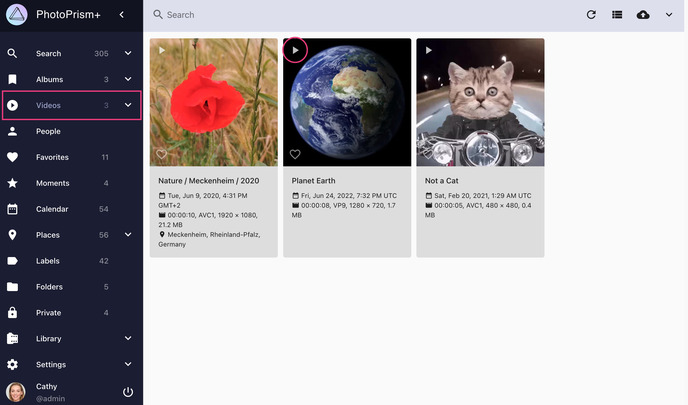 PhotoPrism+
Search
Search 305
Albums 3
Videos 3
People
Favorites 11
Moments 4
Calendar 54
Places 56
Labels 42
Folders 5
Private 4
Library
Settings
Cathy
@admin
Nature / Meckenheim / 2020
Tue, Jun 9, 2020, 4:31 PM
GMT+2
00:00:10, AVC1, 1920 × 1080,
21.2 MB
Meckenheim, Rheinland-Pfalz,
Germany
Planet Earth
Fri, Jun 24, 2022, 7:32 PM UTC
00:00:08, VP9, 1280 × 720, 1.7
MB
Not a Cat
Sat, Feb 20, 2021, 1:29 AM UTC
00:00:05, AVC1, 480 × 480, 0.4
MB